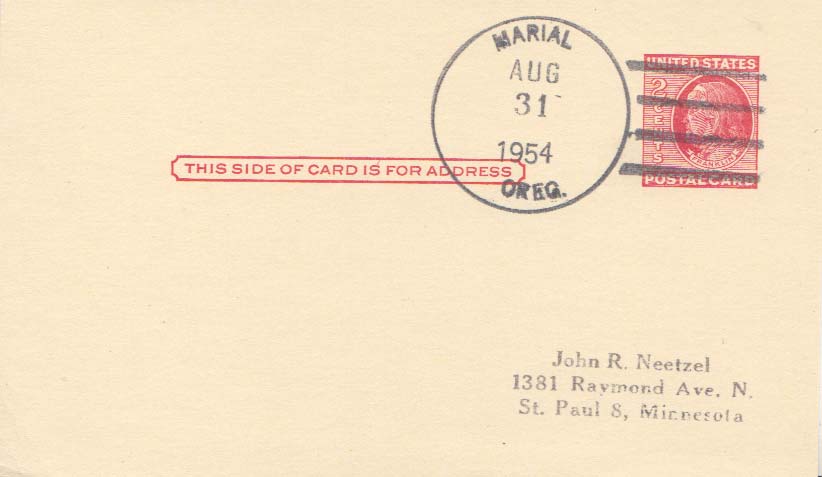 MARIAL
AUG
31
1954
OREG.
UNITED STATES
2 CENTS
FRANKLIN
POSTAL CARD
THIS SIDE OF CARD IS FOR ADDRESS
John R. Neetzel
1381 Raymond Ave. N.
St. Paul 8, Minnesota